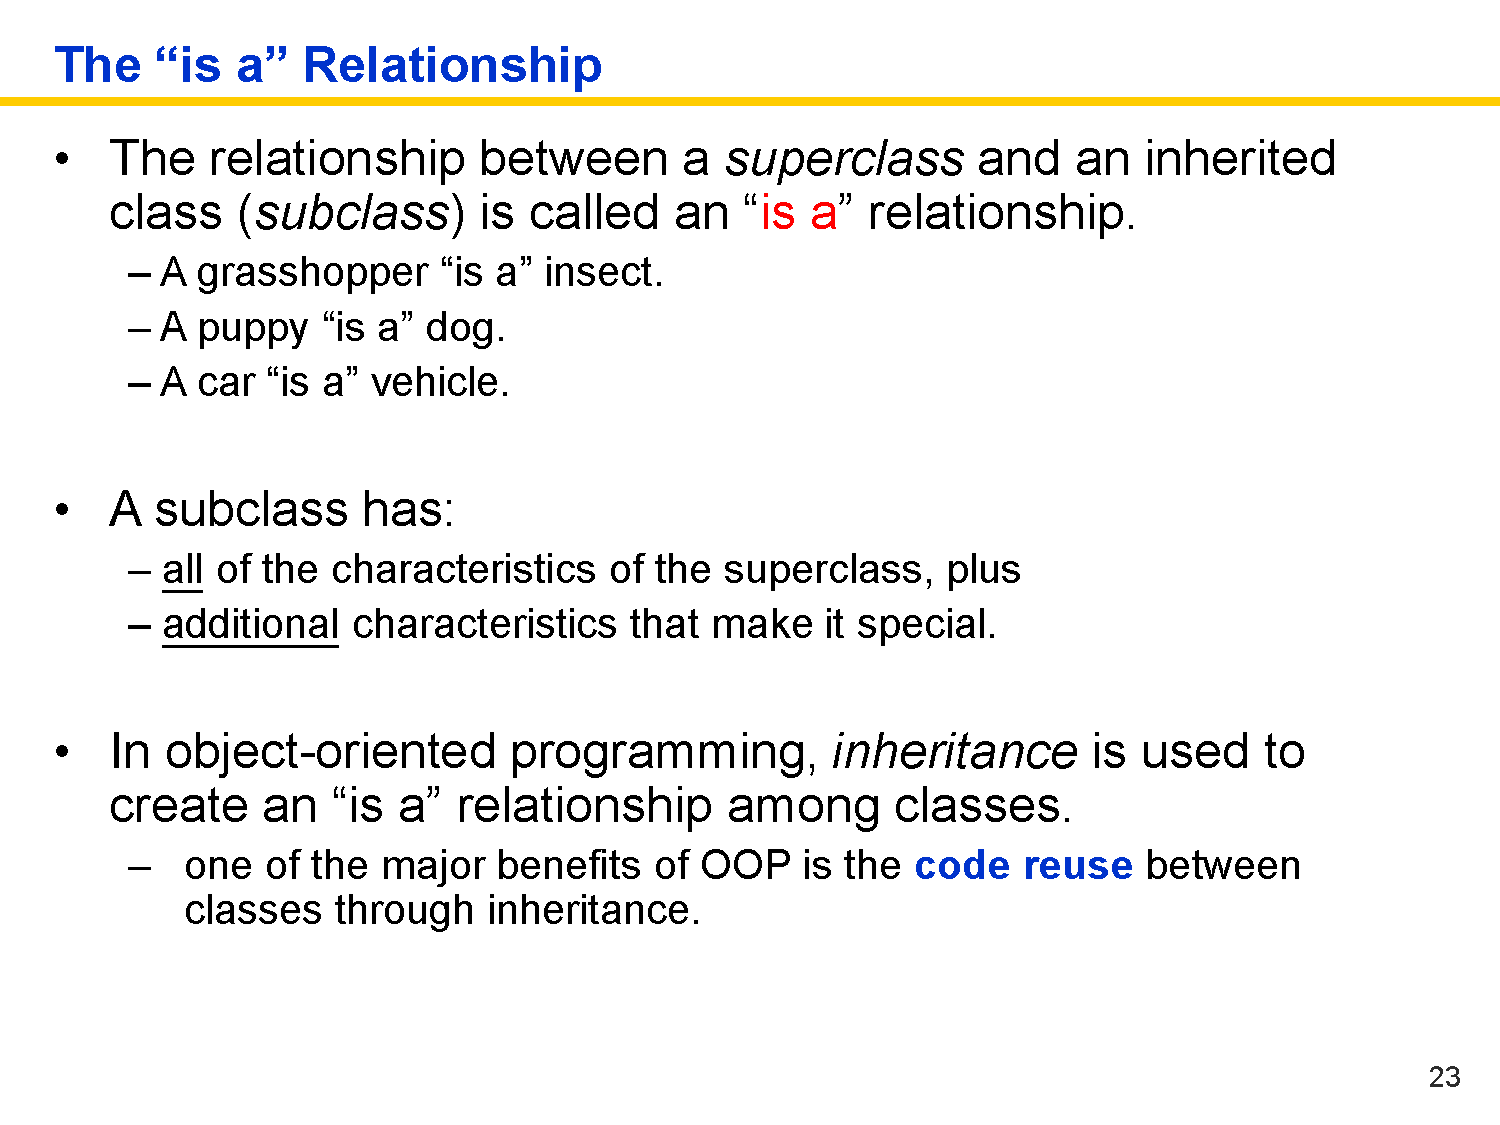 The “is a” Relationship
• The relationship between a superclass and an inherited
class (subclass) is called an “is a” relationship.
– A grasshopper “is a” insect.
– A puppy “is a” dog.
– A car “is a” vehicle.
• A subclass has:
– all of the characteristics of the superclass, plus
– additional characteristics that make it special.
• In object-oriented programming, inheritance is used to
create an “is a” relationship among classes.
– one of the major benefits of OOP is the code reuse between
classes through inheritance.
23